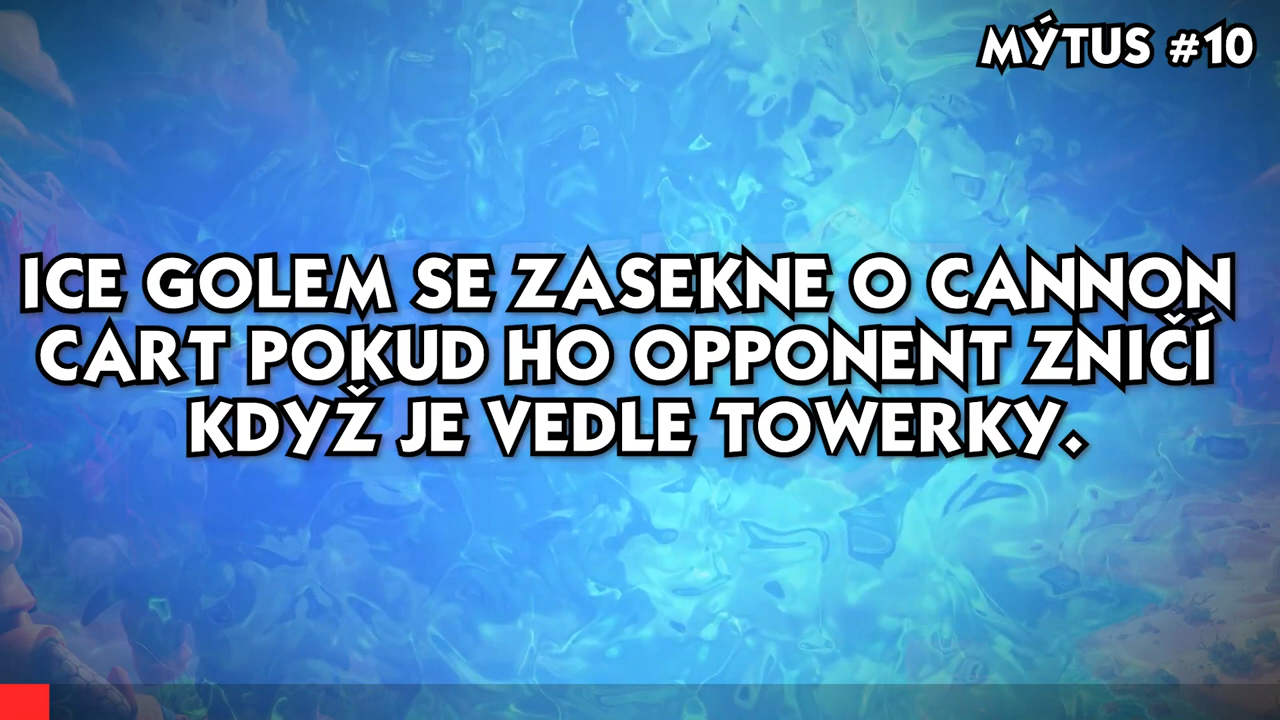 MÝTUS #10
ICE GOLEM SE ZASEKNE O CANNON
CART POKUD HO OPPONENT ZNIČÍ
KDYŽ JE VEDLE TOWERKY.